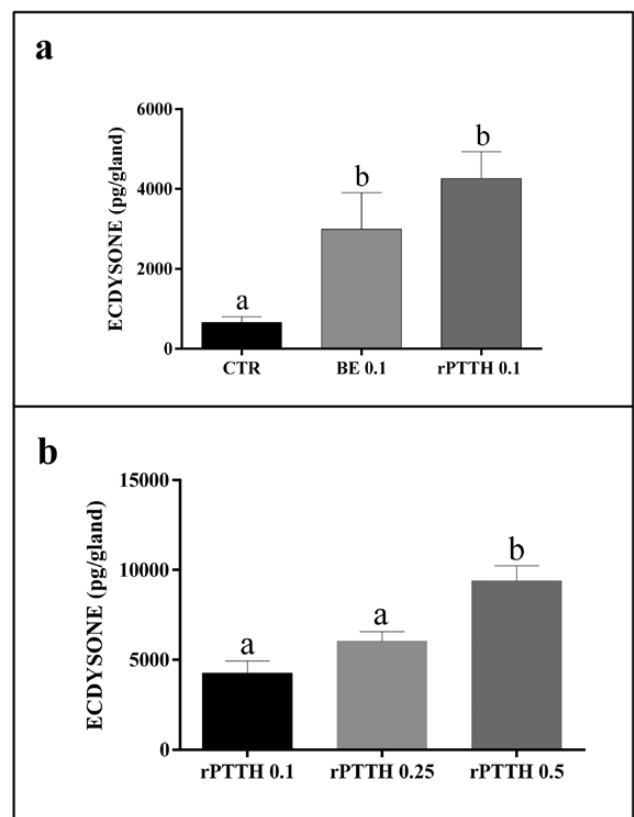 a
ECDYSONE (pg/gland)
6000
4000
2000
0
a
b
b
CTR
BE 0.1
rPTTH 0.1
b
ECDYSONE (pg/gland)
15000
10000
5000
0
a
a
b
rPTTH 0.1
rPTTH 0.25
rPTTH 0.5